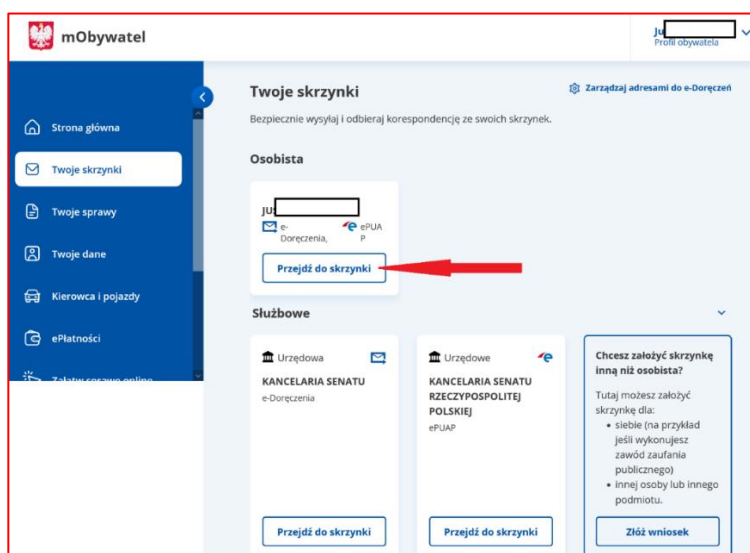 mObywatel
Ju
Profil obywatela
Strona główna
Twoje skrzynki
Twoje sprawy
Twoje dane
Kierowca i pojazdy
ePłatności
Załatw sprawę online
Twoje skrzynki
Zarządzaj adresami do e-Doręczeń
Bezpiecznie wysyłaj i odbieraj korespondencję ze swoich skrzynek.
Osobista
JU
e-
Doręczenia,
ePUA
P
Przejdź do skrzynki
Służbowe
Urzędowa
KANCELARIA SENATU
e-Doręczenia
Przejdź do skrzynki
Urzędowe
KANCELARIA SENATU
RZECZYPOSPOLITEJ
POLSKIEJ
ePUAP
Przejdź do skrzynki
Chcesz założyć skrzynkę
inną niż osobista?
Tutaj możesz założyć
skrzynkę dla:
• siebie (na przykład
jeśli wykonujesz
zawód zaufania
publicznego)
• innej osoby lub innego
podmiotu.
Złóż wniosek